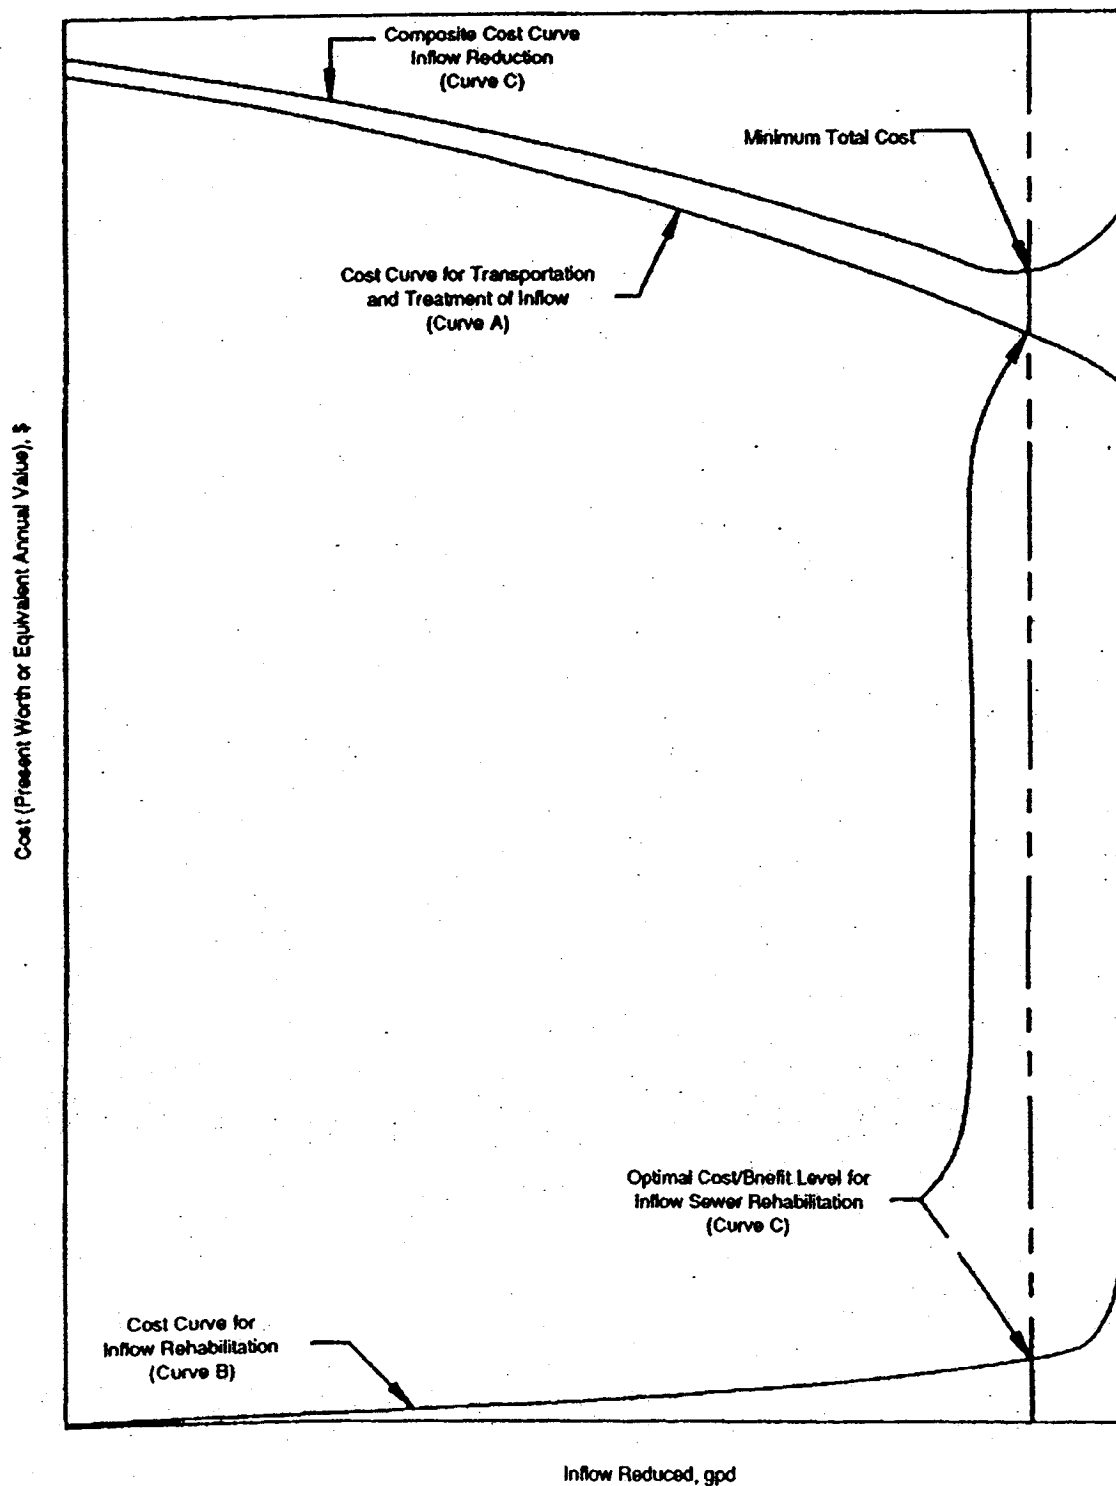 Composite Cost Curve
Inflow Reduction
(Curve C)
Minimum Total Cost
Cost Curve for Transportation
and Treatment of Inflow
(Curve A)
Cost (Present Worth or Equivalent Annual Value), $
Optimal Cost/Bnefit Level for
Inflow Sewer Rehabilitation
(Curve C)
Cost Curve for
Inflow Rehabilitation
(Curve B)
Inflow Reduced, gpd